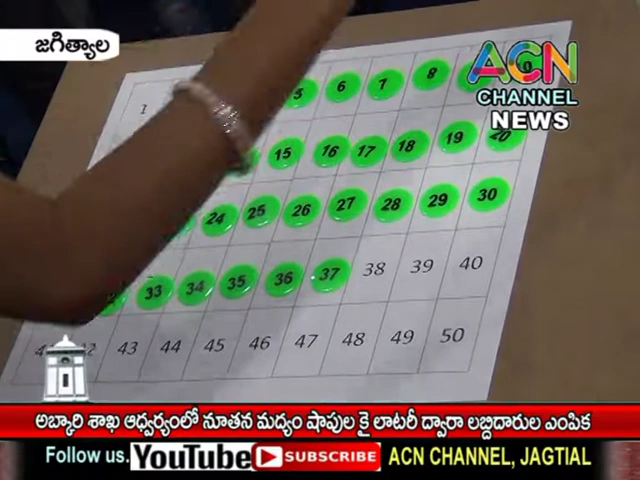 జగిత్యాల
ACN
CHANNEL
NEWS
1 5 6 7 8
15 16 17 18 19 20
24 25 26 27 28 29 30
33 34 35 36 37 38 39 40
43 44 45 46 47 48 49 50
అబ్కారి శాఖ ఆధ్వర్యంలో నూతన మద్యం షాపుల కై లాటరీ ద్వారా లబ్దిదారుల ఎంపిక
Follow us. YouTube SUBSCRIBE ACN CHANNEL, JAGTIAL